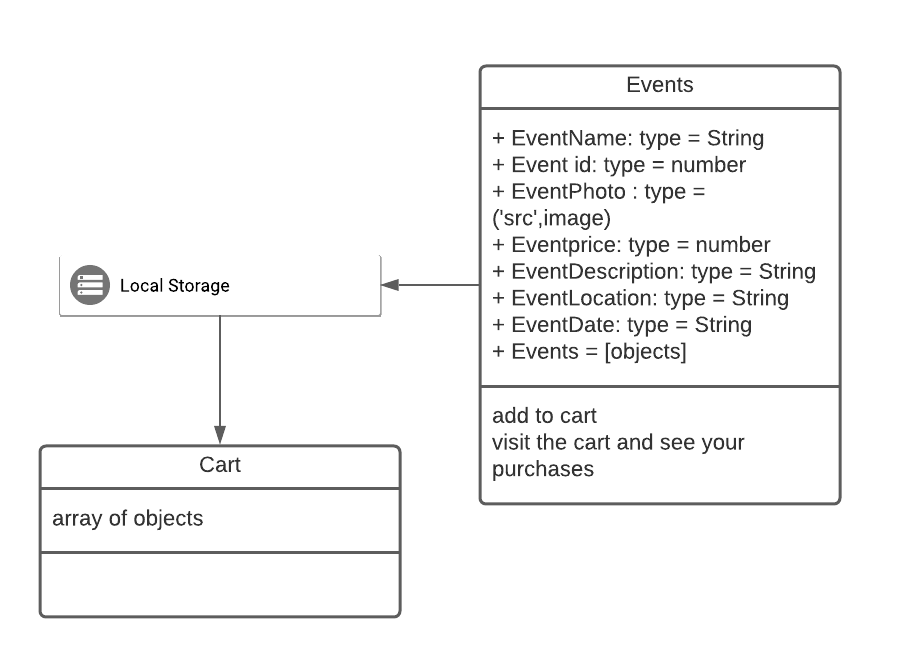 Events
+ EventName: type = String
+ Event id: type = number
+ EventPhoto : type =
('src',image)
+ Eventprice: type = number
+ EventDescription: type = String
+ EventLocation: type = String
+ EventDate: type = String
+ Events = [objects]
add to cart
visit the cart and see your
purchases
Local Storage
Cart
array of objects